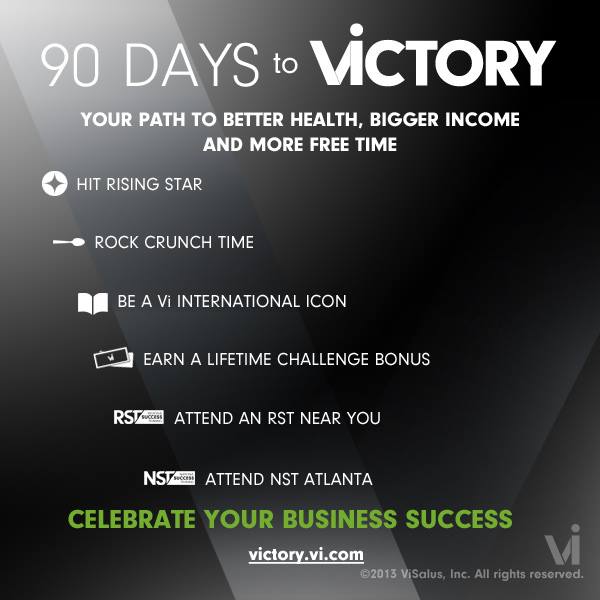 90 DAYS to ViCTORY
YOUR PATH TO BETTER HEALTH, BIGGER INCOME
AND MORE FREE TIME
HIT RISING STAR
ROCK CRUNCH TIME
BE A Vi INTERNATIONAL ICON
EARN A LIFETIME CHALLENGE BONUS
RST SUCCESS ATTEND AN RST NEAR YOU
NST SUCCESS ATTEND NST ATLANTA
CELEBRATE YOUR BUSINESS SUCCESS
victory.vi.com
Vi
©2013 ViSalus, Inc. All rights reserved.